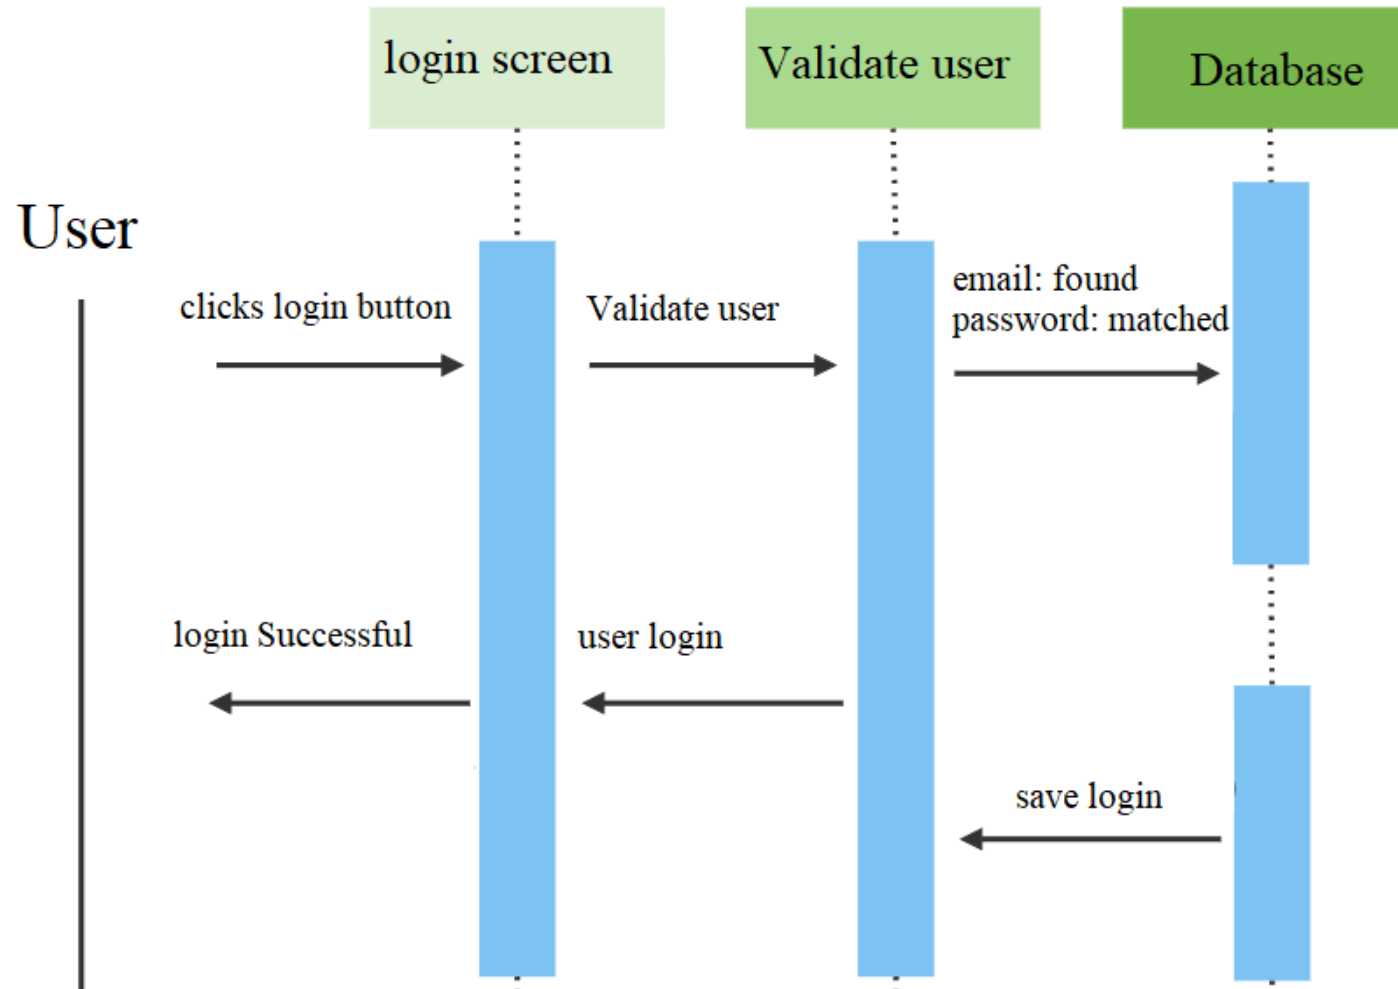 login screen
Validate user
Database
User
clicks login button
Validate user
email: found
password: matched
login Successful
user login
save login